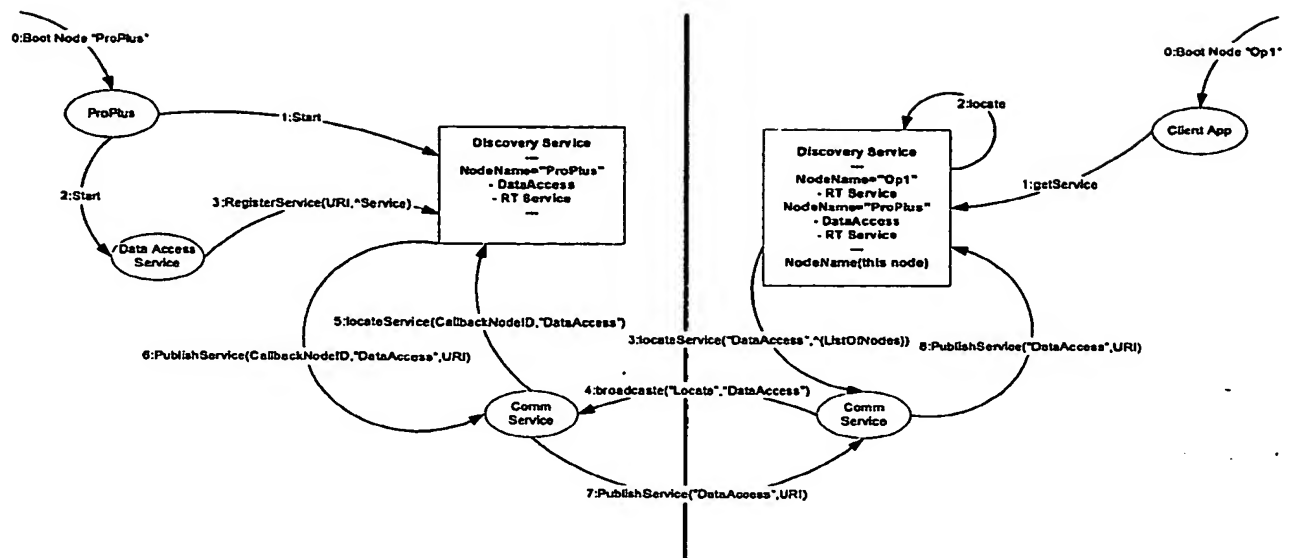 0:Boot Node "ProPlus"
ProPlus
1:Start
2:Start
3:RegisterService(URI,^Service)
Data Access
Service
Discovery Service
---
NodeName="ProPlus"
- DataAccess
- RT Service
---
5:locateService(CallbackNodeID,"DataAccess")
6:PublishService(CallbackNodeID,"DataAccess",URI)
Comm
Service
0:Boot Node "Op1"
Client App
1:getService
2:locate
Discovery Service
---
NodeName="Op1"
- RT Service
NodeName="ProPlus"
- DataAccess
- RT Service
---
NodeName(this node)
3:locateService("DataAccess",^{ListOfNodes})
8:PublishService("DataAccess",URI)
4:broadcaste("Locate","DataAccess")
Comm
Service
7:PublishService("DataAccess",URI)